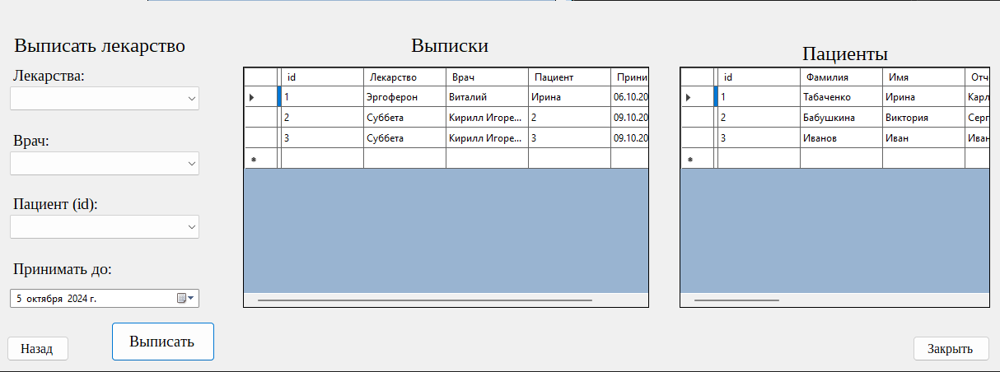 Выписать лекарство
Лекарства:
Врач:
Пациент (id):
Принимать до:
5 октября 2024 г.
Назад
Выписать
Выписки
id Лекарство Врач Пациент Прини
1 Эргоферон Виталий Ирина 06.10.20
2 Суббета Кирилл Игоре... 2 09.10.20
3 Суббета Кирилл Игоре... 3 09.10.20
Пациенты
id Фамилия Имя Отч
1 Табаченко Ирина Карл
2 Бабушкина Виктория Серг
3 Иванов Иван Иван
Закрыть